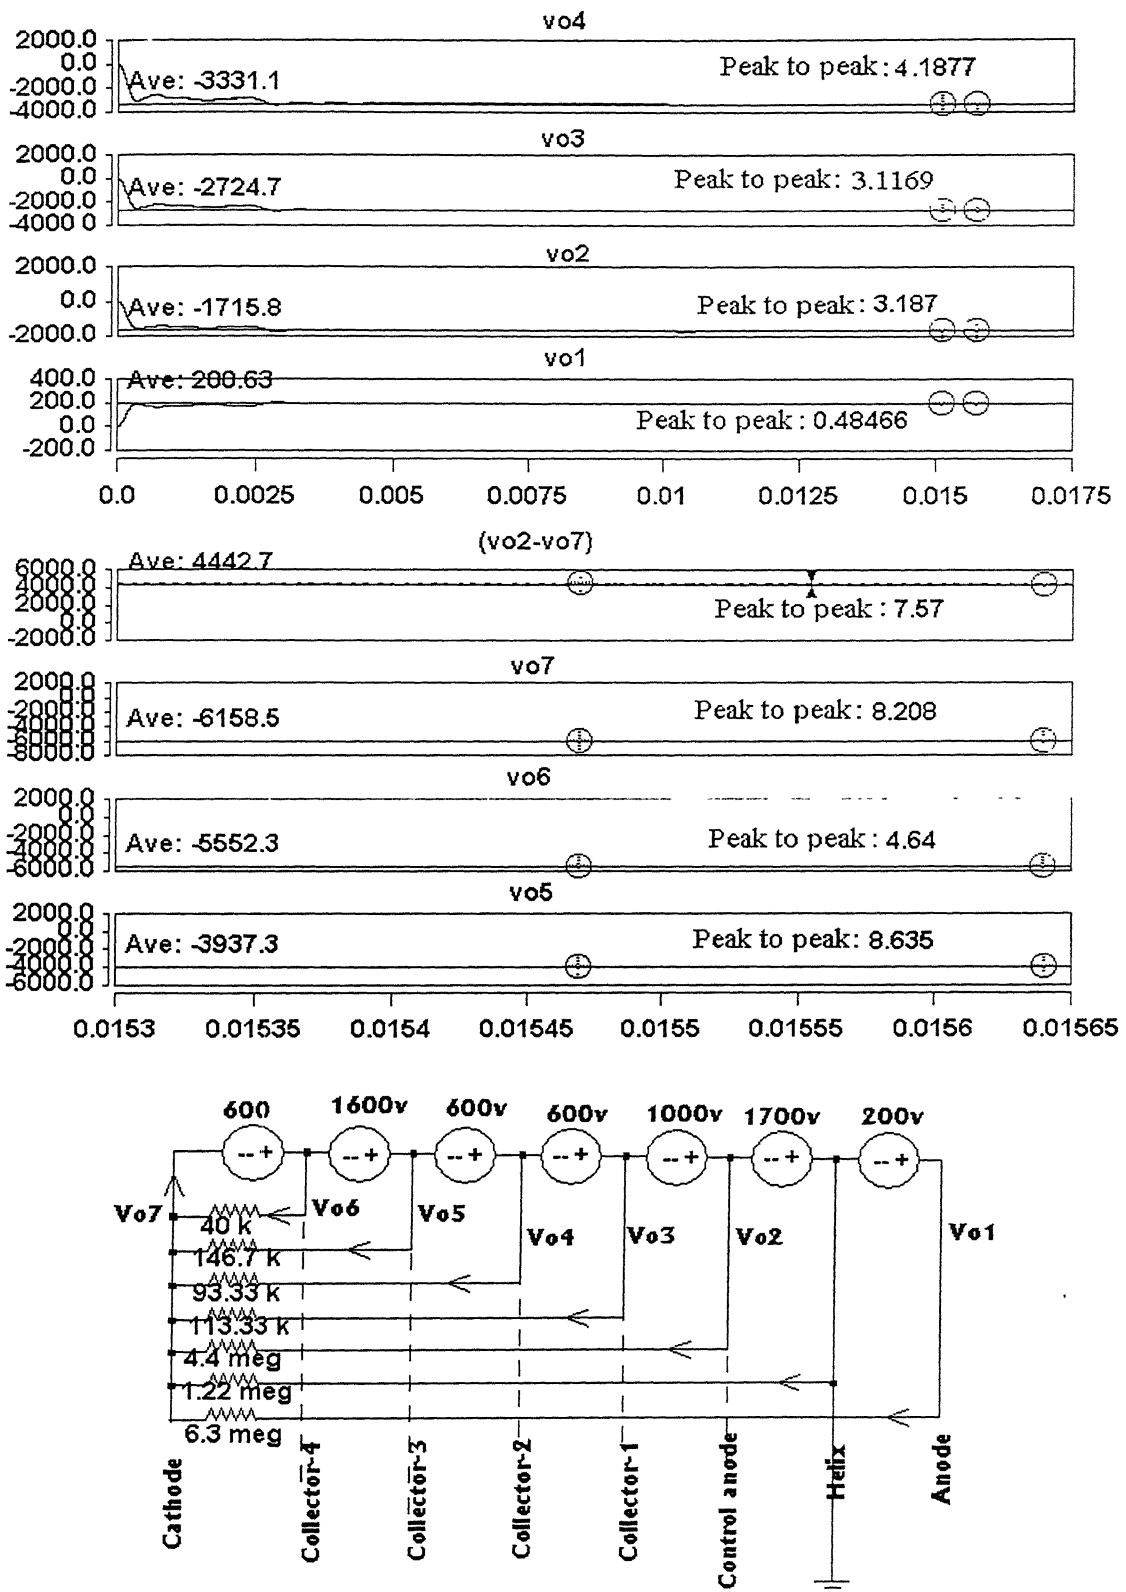 vo4
2000.0
0.0
-2000.0
-4000.0
Ave: -3331.1
Peak to peak: 4.1877
vo3
2000.0
0.0
-2000.0
-4000 0
Ave: -2724.7
Peak to peak: 3.1169
vo2
2000.0
0.0
-2000.0
Ave: -1715.8
Peak to peak: 3.187
vo1
400.0
200.0
0.0
-200.0
Ave: 200.63
Peak to peak: 0.48466
0.0 0.0025 0.005 0.0075 0.01 0.0125 0.015 0.0175
(vo2-vo7)
6000.0
4000.0
2000.0
0.0
-2000.0
Ave: 4442.7
Peak to peak: 7.57
vo7
2000.0
0.0
-2000.0
-4000.0
-6000.0
-8000.0
Ave: -6158.5
Peak to peak: 8.208
vo6
2000.0
0.0
-2000.0
-4000.0
-6000.0
Ave: -5552.3
Peak to peak: 4.64
vo5
2000.0
0.0
-2000.0
-4000.0
-6000.0
Ave: -3937.3
Peak to peak: 8.635
0.0153 0.01535 0.0154 0.01545 0.0155 0.01555 0.0156 0.01565
600 1600v 600v 600v 1000v 1700v 200v
-- + -- + -- + -- + -- + -- + -- +
Vo7 Vo6 Vo5 Vo4 Vo3 Vo2 Vo1
40 k
146.7 k
93.33 k
113.33 k
4.4 meg
1.22 meg
6.3 meg
Cathode
Collector-4
Collector-3
Collector-2
Collector-1
Control anode
Helix
Anode